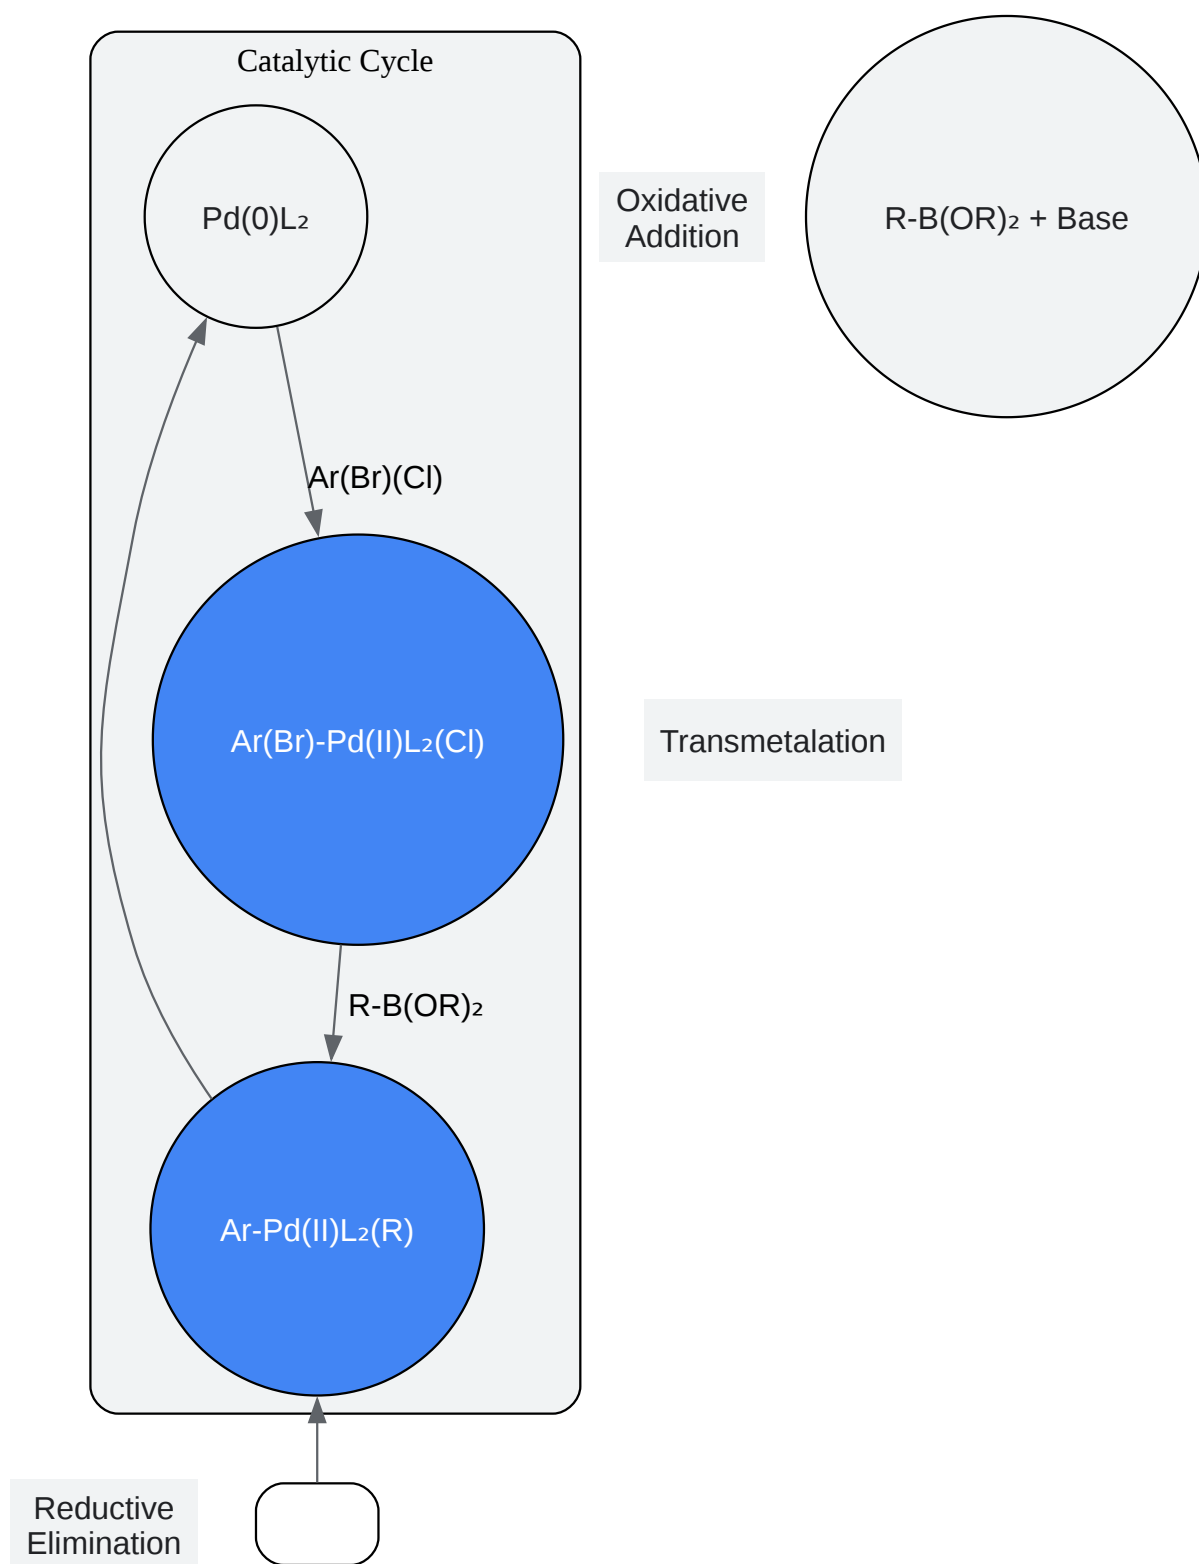 Catalytic Cycle
Pd(0)L₂
Oxidative
Addition
R-B(OR)₂ + Base
Ar(Br)(Cl)
Ar(Br)-Pd(II)L₂(Cl)
Transmetalation
R-B(OR)₂
Ar-Pd(II)L₂(R)
Reductive
Elimination